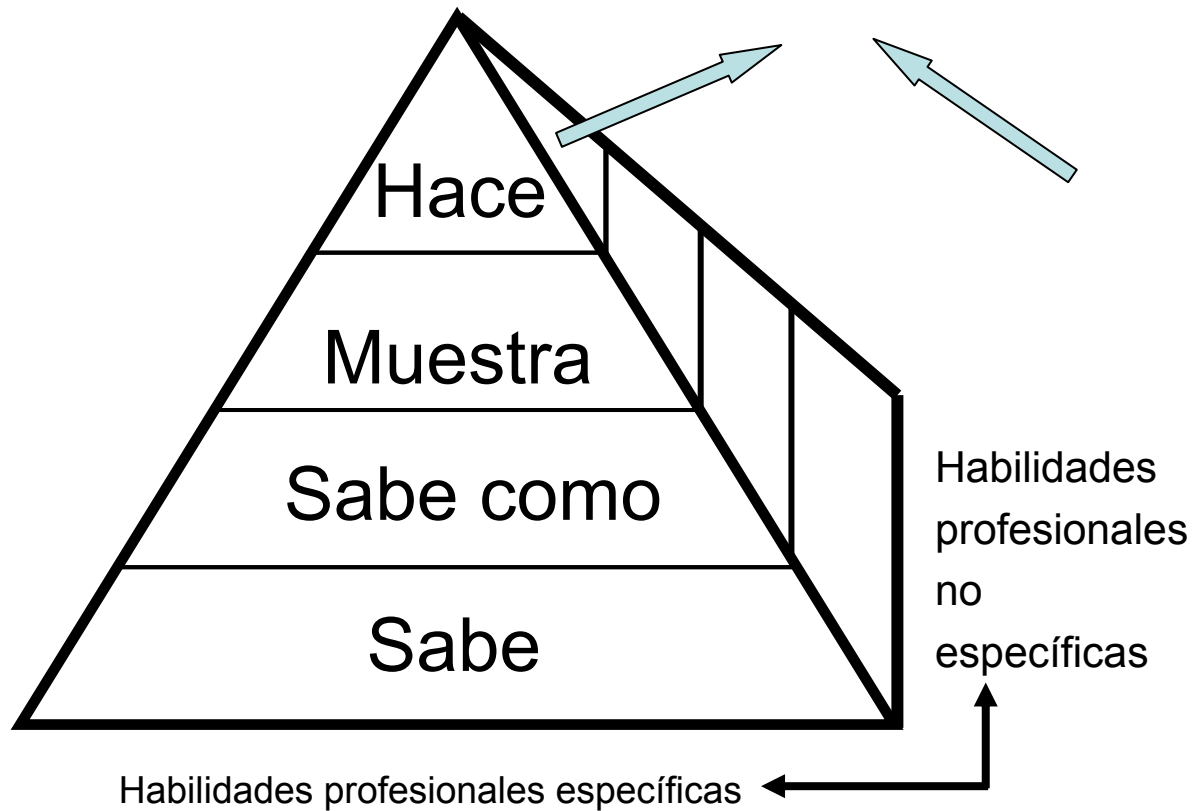 Hace
Muestra
Sabe como
Sabe
Habilidades
profesionales
no
específicas
Habilidades profesionales específicas